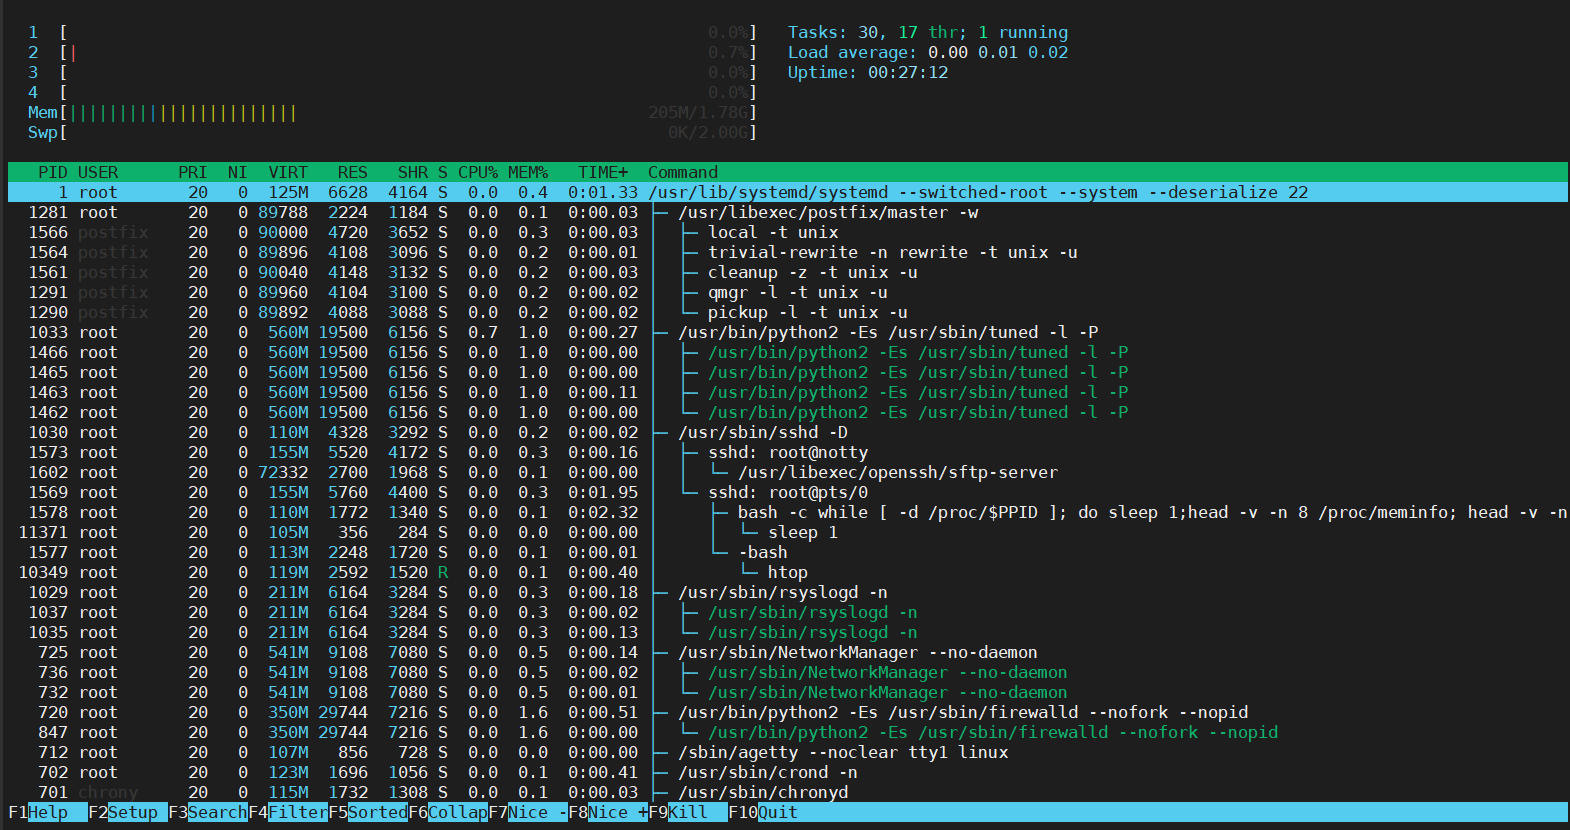 1 [ 0.0%] Tasks: 30, 17 thr; 1 running
2 [| 0.7%] Load average: 0.00 0.01 0.02
3 [ 0.0%] Uptime: 00:27:12
4 [ 0.0%]
Mem[||||||||||||||||||||||| 205M/1.78G]
Swp[ 0K/2.00G]
PID USER PRI NI VIRT RES SHR S CPU% MEM% TIME+ Command
1 root 20 0 125M 6628 4164 S 0.0 0.4 0:01.33 /usr/lib/systemd/systemd --switched-root --system --deserialize 22
1281 root 20 0 89788 2224 1184 S 0.0 0.1 0:00.03 ├─ /usr/libexec/postfix/master -w
1566 postfix 20 0 90000 4720 3652 S 0.0 0.3 0:00.03 │ ├─ local -t unix
1564 postfix 20 0 89896 4108 3096 S 0.0 0.2 0:00.01 │ ├─ trivial-rewrite -n rewrite -t unix -u
1561 postfix 20 0 90040 4148 3132 S 0.0 0.2 0:00.03 │ ├─ cleanup -z -t unix -u
1291 postfix 20 0 89960 4104 3100 S 0.0 0.2 0:00.02 │ ├─ qmgr -l -t unix -u
1290 postfix 20 0 89892 4088 3088 S 0.0 0.2 0:00.02 │ └─ pickup -l -t unix -u
1033 root 20 0 560M 19500 6156 S 0.7 1.0 0:00.27 ├─ /usr/bin/python2 -Es /usr/sbin/tuned -l -P
1466 root 20 0 560M 19500 6156 S 0.0 1.0 0:00.00 │ ├─ /usr/bin/python2 -Es /usr/sbin/tuned -l -P
1465 root 20 0 560M 19500 6156 S 0.0 1.0 0:00.00 │ ├─ /usr/bin/python2 -Es /usr/sbin/tuned -l -P
1463 root 20 0 560M 19500 6156 S 0.0 1.0 0:00.11 │ ├─ /usr/bin/python2 -Es /usr/sbin/tuned -l -P
1462 root 20 0 560M 19500 6156 S 0.0 1.0 0:00.00 │ └─ /usr/bin/python2 -Es /usr/sbin/tuned -l -P
1030 root 20 0 110M 4328 3292 S 0.0 0.2 0:00.02 ├─ /usr/sbin/sshd -D
1573 root 20 0 155M 5520 4172 S 0.0 0.3 0:00.16 │ ├─ sshd: root@notty
1602 root 20 0 72332 2700 1968 S 0.0 0.1 0:00.00 │ │ └─ /usr/libexec/openssh/sftp-server
1569 root 20 0 155M 5760 4400 S 0.0 0.3 0:01.95 │ └─ sshd: root@pts/0
1578 root 20 0 110M 1772 1340 S 0.0 0.1 0:02.32 │ ├─ bash -c while [ -d /proc/$PPID ]; do sleep 1;head -v -n 8 /proc/meminfo; head -v -n
11371 root 20 0 105M 356 284 S 0.0 0.0 0:00.00 │ │ └─ sleep 1
1577 root 20 0 113M 2248 1720 S 0.0 0.1 0:00.01 │ └─ -bash
10349 root 20 0 119M 2592 1520 R 0.0 0.1 0:00.40 │ └─ htop
1029 root 20 0 211M 6164 3284 S 0.0 0.3 0:00.18 ├─ /usr/sbin/rsyslogd -n
1037 root 20 0 211M 6164 3284 S 0.0 0.3 0:00.02 │ ├─ /usr/sbin/rsyslogd -n
1035 root 20 0 211M 6164 3284 S 0.0 0.3 0:00.13 │ └─ /usr/sbin/rsyslogd -n
725 root 20 0 541M 9108 7080 S 0.0 0.5 0:00.14 ├─ /usr/sbin/NetworkManager --no-daemon
736 root 20 0 541M 9108 7080 S 0.0 0.5 0:00.02 │ ├─ /usr/sbin/NetworkManager --no-daemon
732 root 20 0 541M 9108 7080 S 0.0 0.5 0:00.01 │ └─ /usr/sbin/NetworkManager --no-daemon
720 root 20 0 350M 29744 7216 S 0.0 1.6 0:00.51 ├─ /usr/bin/python2 -Es /usr/sbin/firewalld --nofork --nopid
847 root 20 0 350M 29744 7216 S 0.0 1.6 0:00.00 │ └─ /usr/bin/python2 -Es /usr/sbin/firewalld --nofork --nopid
712 root 20 0 107M 856 728 S 0.0 0.0 0:00.00 ├─ /sbin/agetty --noclear tty1 linux
702 root 20 0 123M 1696 1056 S 0.0 0.1 0:00.41 ├─ /usr/sbin/crond -n
701 chrony 20 0 115M 1732 1308 S 0.0 0.1 0:00.03 ├─ /usr/sbin/chronyd
F1Help F2Setup F3SearchF4FilterF5SortedF6CollapF7Nice -F8Nice +F9Kill F10Quit